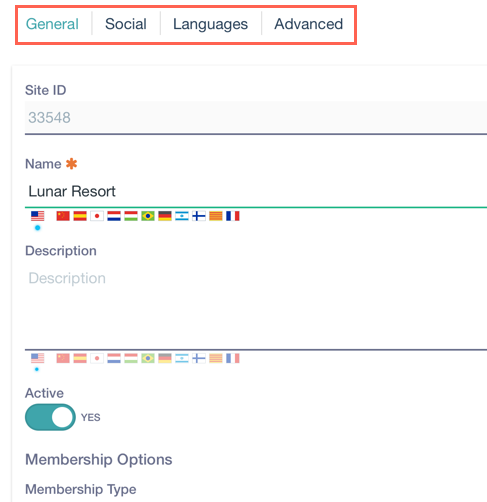 General Social Languages Advanced
Site ID
33548
Name ✱
Lunar Resort
Description
Description
Active
YES
Membership Options
Membership Type